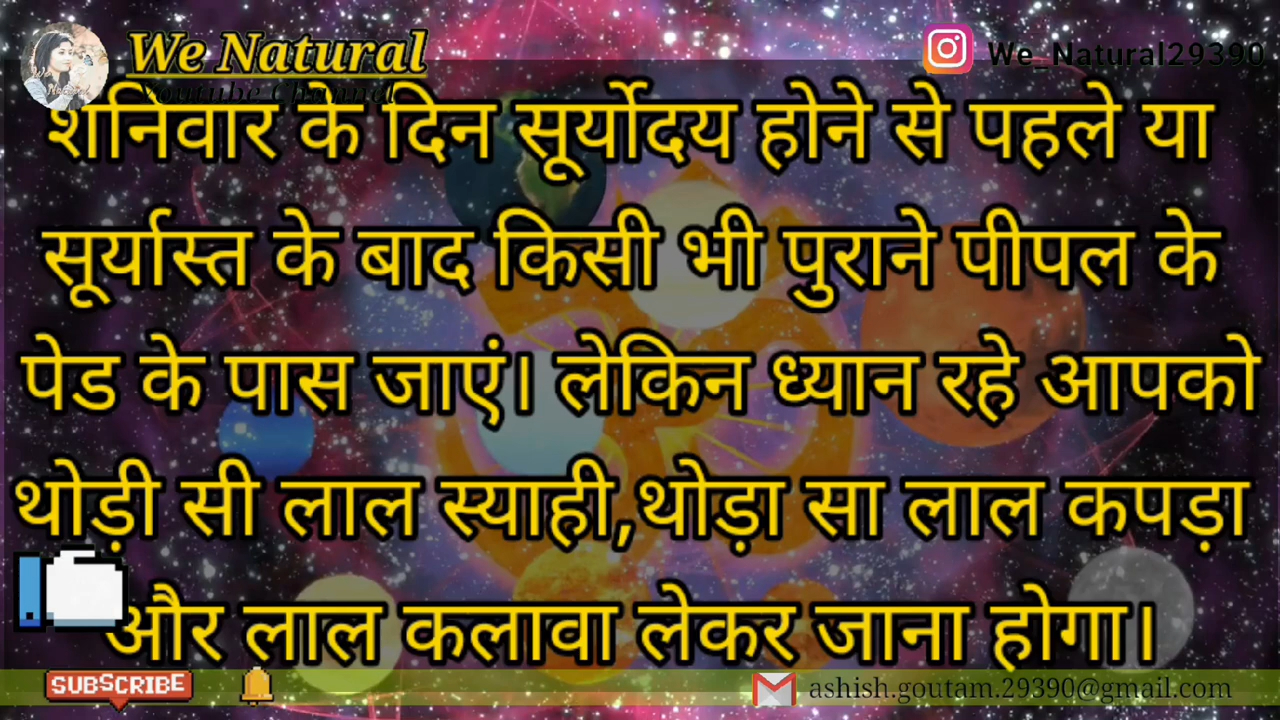 We Natural
We_Natural29390
Youtube Channel
शनिवार के दिन सूर्योदय होने से पहले या
सूर्यास्त के बाद किसी भी पुराने पीपल के
पेड के पास जाएं। लेकिन ध्यान रहे आपको
थोड़ी सी लाल स्याही,थोड़ा सा लाल कपड़ा
और लाल कलावा लेकर जाना होगा।
SUBSCRIBE
ashish.goutam.29390@gmail.com